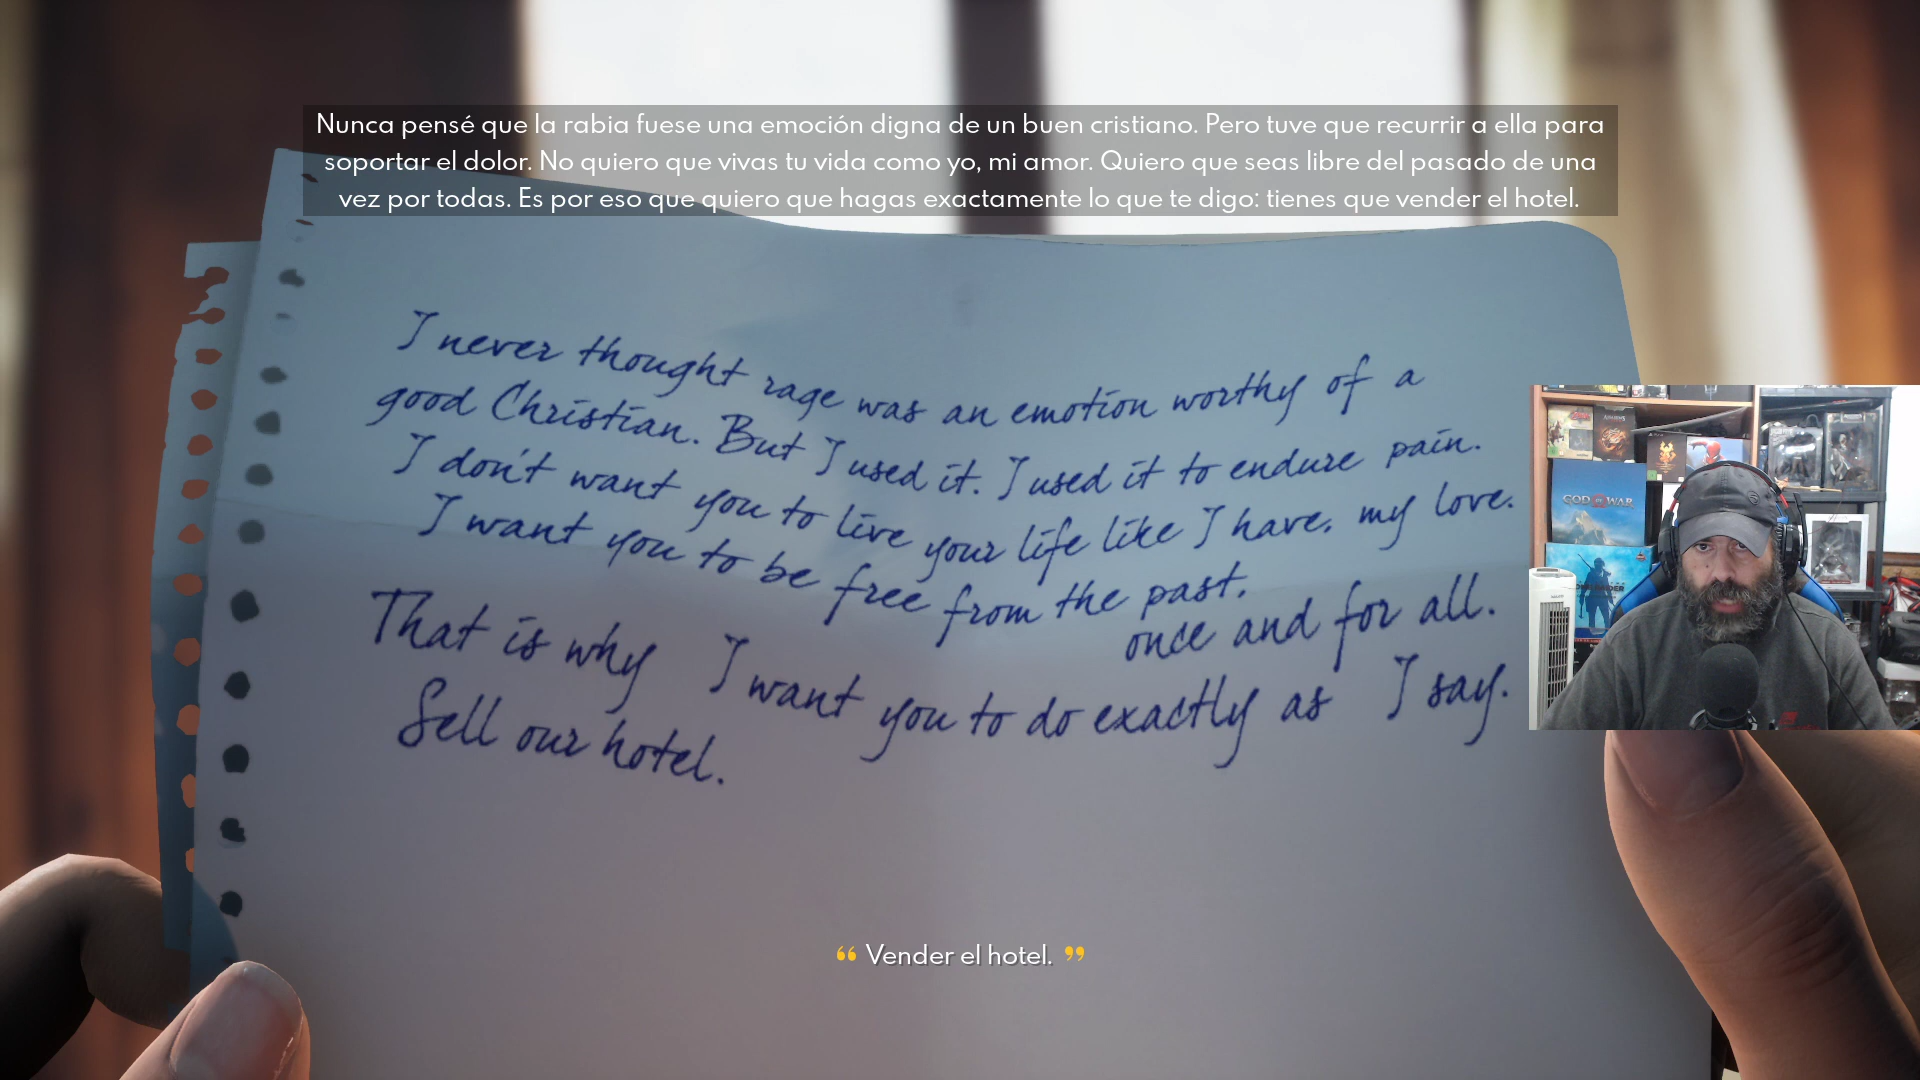 Nunca pensé que la rabia fuese una emoción digna de un buen cristiano. Pero tuve que recurrir a ella para
soportar el dolor. No quiero que vivas tu vida como yo, mi amor. Quiero que seas libre del pasado de una
vez por todas. Es por eso que quiero que hagas exactamente lo que te digo: tienes que vender el hotel.
I never thought rage was an emotion worthy of a
good Christian. But I used it. I used it to endure pain.
I don't want you to live your life like I have, my love.
I want you to be free from the past,
once and for all.
That is why I want you to do exactly as I say.
Sell our hotel.
GOD OF WAR
“ Vender el hotel. ”